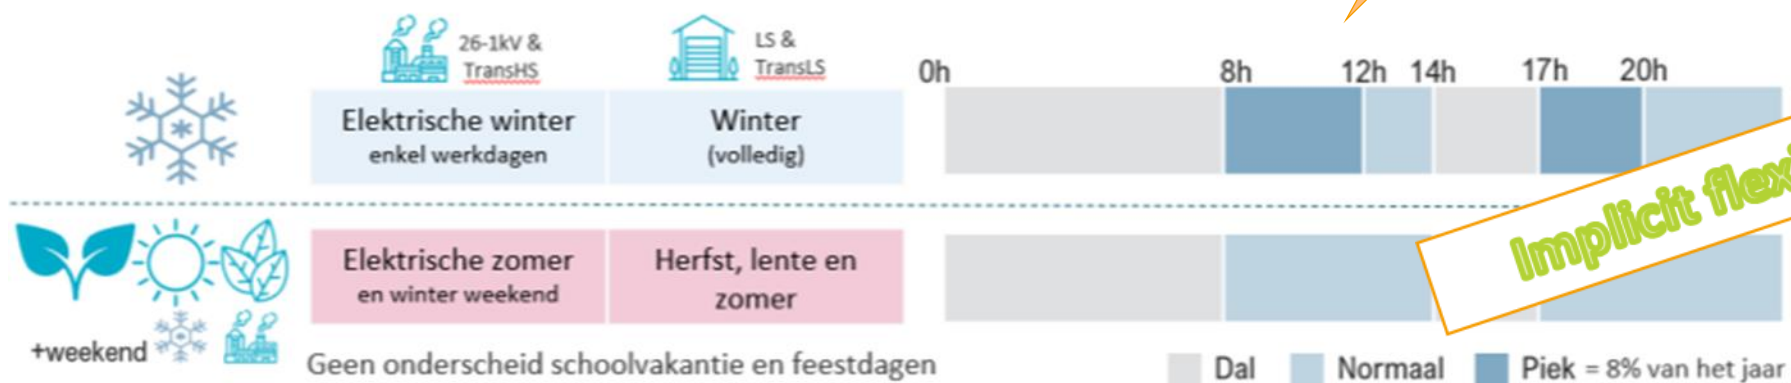 26-1kV &
TransHS
LS &
TransLS
0h 8h 12h 14h 17h 20h
Elektrische winter
enkel werkdagen
Winter
(volledig)
Elektrische zomer
en winter weekend
Herfst, lente en
zomer
Implicit
+weekend
Geen onderscheid schoolvakantie en feestdagen
Dal Normaal Piek = 8% van het jaar